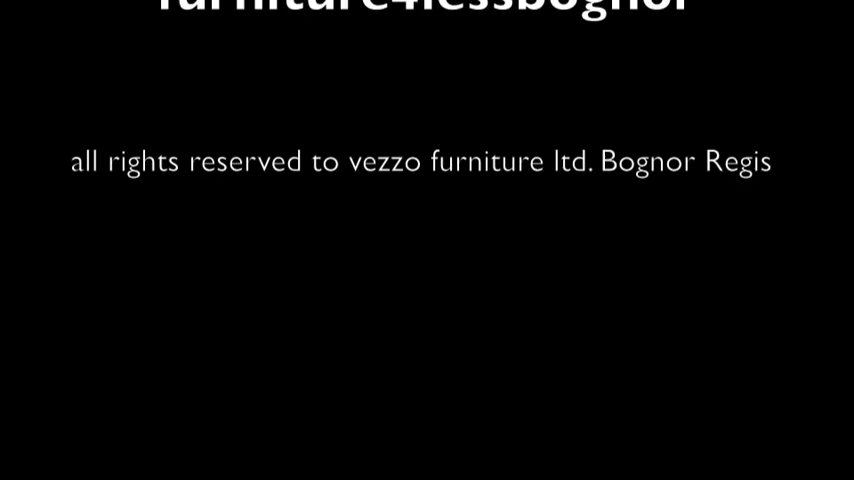 furniture4lessbognor
all rights reserved to vezzo furniture ltd. Bognor Regis